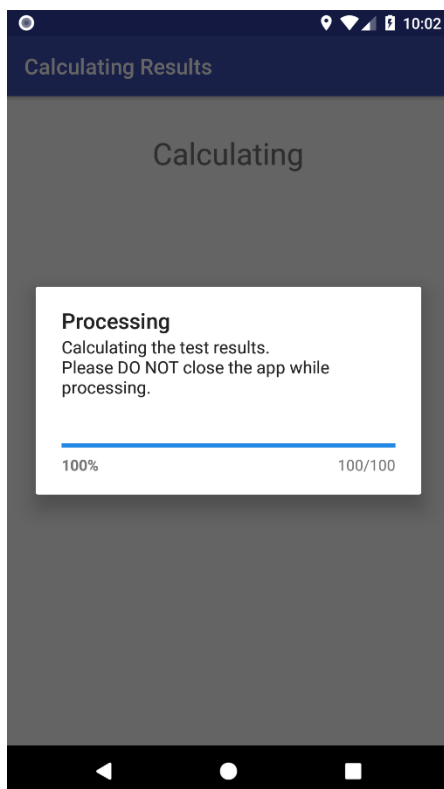 10:02
Calculating Results
Calculating
Processing
Calculating the test results.
Please DO NOT close the app while
processing.
100% 100/100